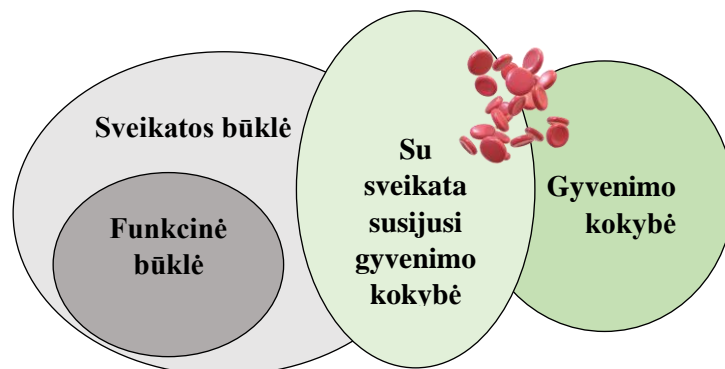 Sveikatos būklė
Funkcinė
būklė
Su
sveikata
susijusi
gyvenimo
kokybė
Gyvenimo
kokybė